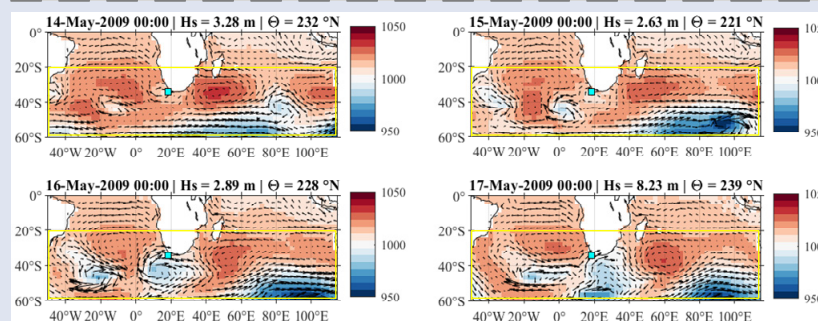 14-May-2009 00:00 | Hs = 3.28 m | Θ = 232 °N
15-May-2009 00:00 | Hs = 2.63 m | Θ = 221 °N
0°
20°S
40°S
60°S
40°W 20°W 0° 20°E 40°E 60°E 80°E 100°E
1050
1000
950
0°
20°S
40°S
60°S
40°W 20°W 0° 20°E 40°E 60°E 80°E 100°E
1000
950
16-May-2009 00:00 | Hs = 2.89 m | Θ = 228 °N
17-May-2009 00:00 | Hs = 8.23 m | Θ = 239 °N
0°
20°S
40°S
60°S
40°W 20°W 0° 20°E 40°E 60°E 80°E 100°E
1050
1000
950
0°
20°S
40°S
60°S
40°W 20°W 0° 20°E 40°E 60°E 80°E 100°E
1000
950